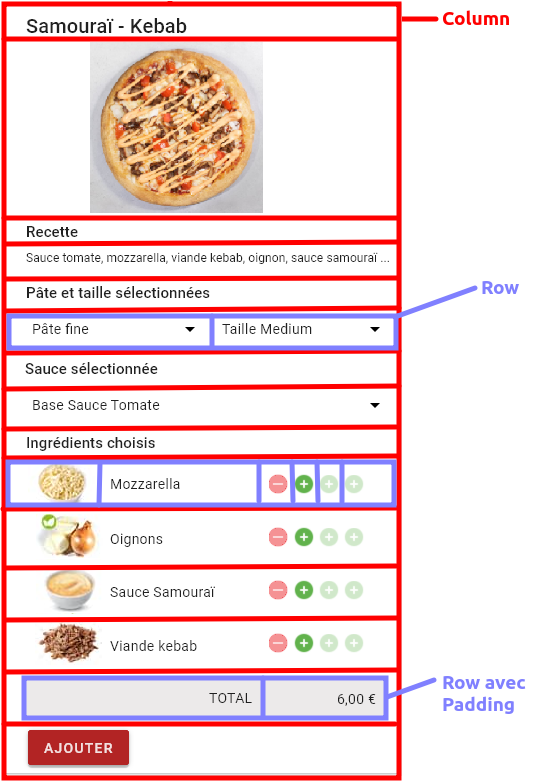 Samouraï - Kebab
Column
Recette
Sauce tomate, mozzarella, viande kebab, oignon, sauce samouraï ...
Pâte et taille sélectionnées
Row
Pâte fine
Taille Medium
Sauce sélectionnée
Base Sauce Tomate
Ingrédients choisis
Mozzarella
Oignons
Sauce Samouraï
Viande kebab
TOTAL
6,00 €
Row avec
Padding
AJOUTER